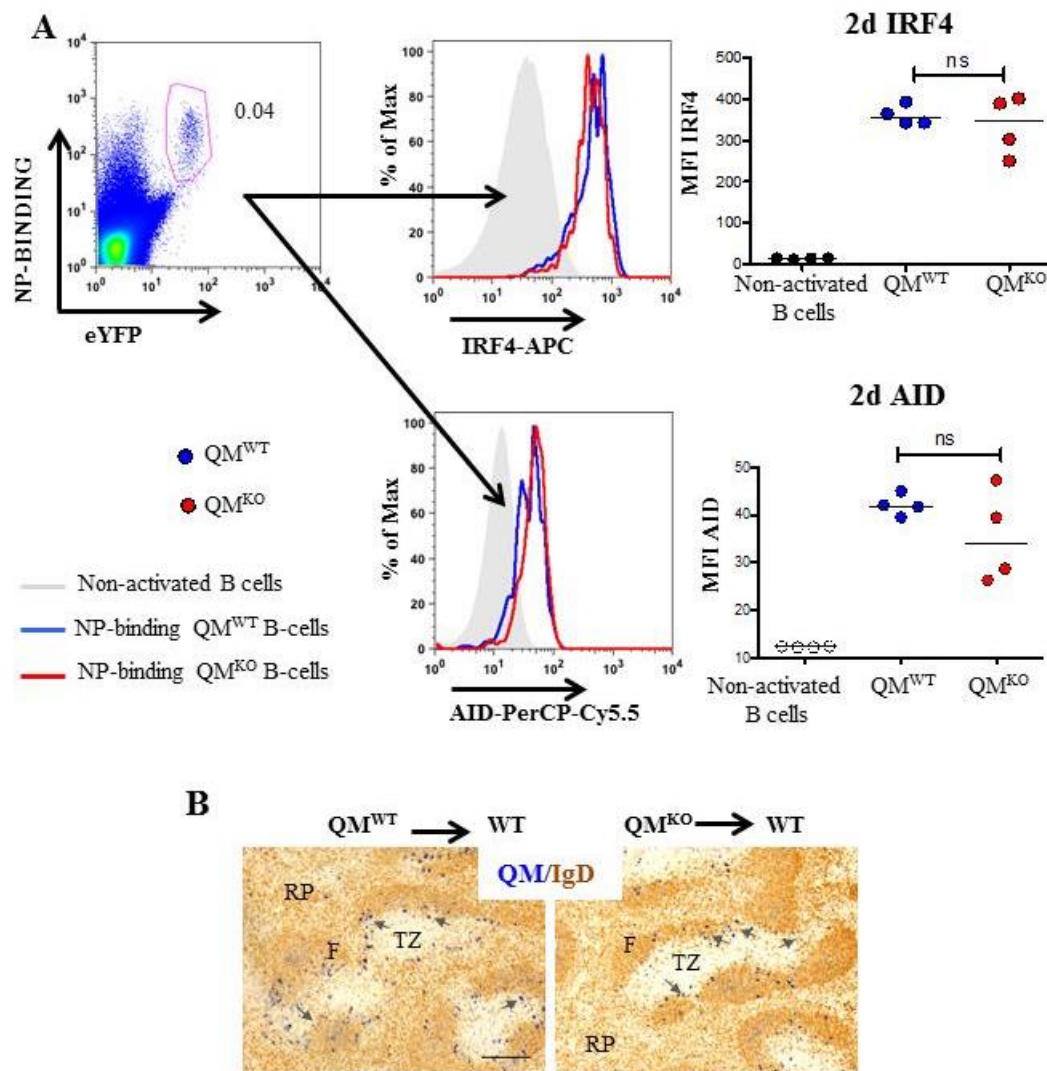 A
10⁴
10³
10²
10¹
10⁰
10⁰ 10¹ 10² 10³ 10⁴
0.04
NP-BINDING
eYFP
100
80
60
40
20
0
10⁰ 10¹ 10² 10³ 10⁴
% of Max
IRF4-APC
2d IRF4
ns
500
400
300
200
100
0
MFI IRF4
Non-activated
B cells
QMᵂᵀ
QMᴷᴼ
QMᵂᵀ
QMᴷᴼ
Non-activated B cells
NP-binding QMᵂᵀ B-cells
NP-binding QMᴷᴼ B-cells
100
80
60
40
20
0
10⁰ 10¹ 10² 10³ 10⁴
% of Max
AID-PerCP-Cy5.5
2d AID
ns
50
40
30
20
10
MFI AID
Non-activated
B cells
QMᵂᵀ
QMᴷᴼ
B
QMᵂᵀ WT
QMᴷᴼ WT
QM/IgD
RP
F
TZ
F
TZ
RP